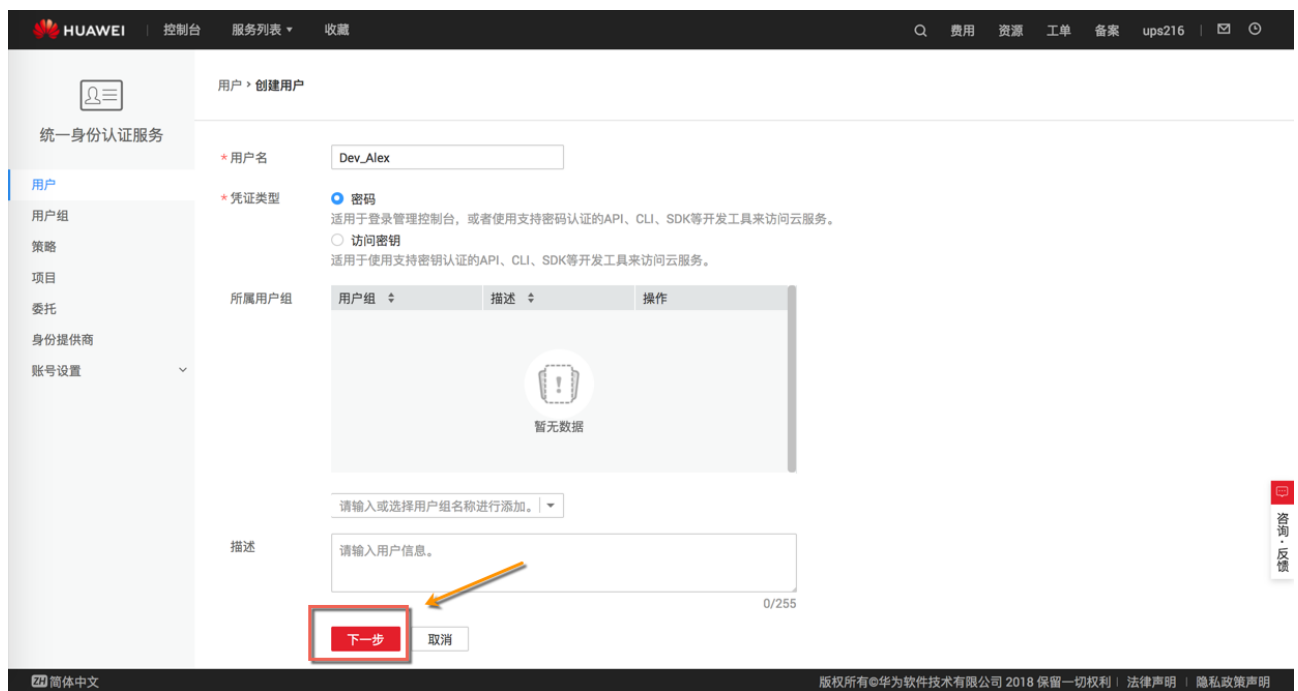 HUAWEI 控制台 服务列表 收藏 费用 资源 工单 备案 ups216
用户 › 创建用户
统一身份认证服务
用户
用户组
策略
项目
委托
身份提供商
账号设置
* 用户名 Dev_Alex
* 凭证类型 密码
适用于登录管理控制台，或者使用支持密码认证的API、CLI、SDK等开发工具来访问云服务。
访问密钥
适用于使用支持密钥认证的API、CLI、SDK等开发工具来访问云服务。
所属用户组 用户组 描述 操作
暂无数据
请输入或选择用户组名称进行添加。
描述 请输入用户信息。
0/255
下一步 取消
咨询·反馈
ZH 简体中文 版权所有©华为软件技术有限公司 2018 保留一切权利 | 法律声明 | 隐私政策声明